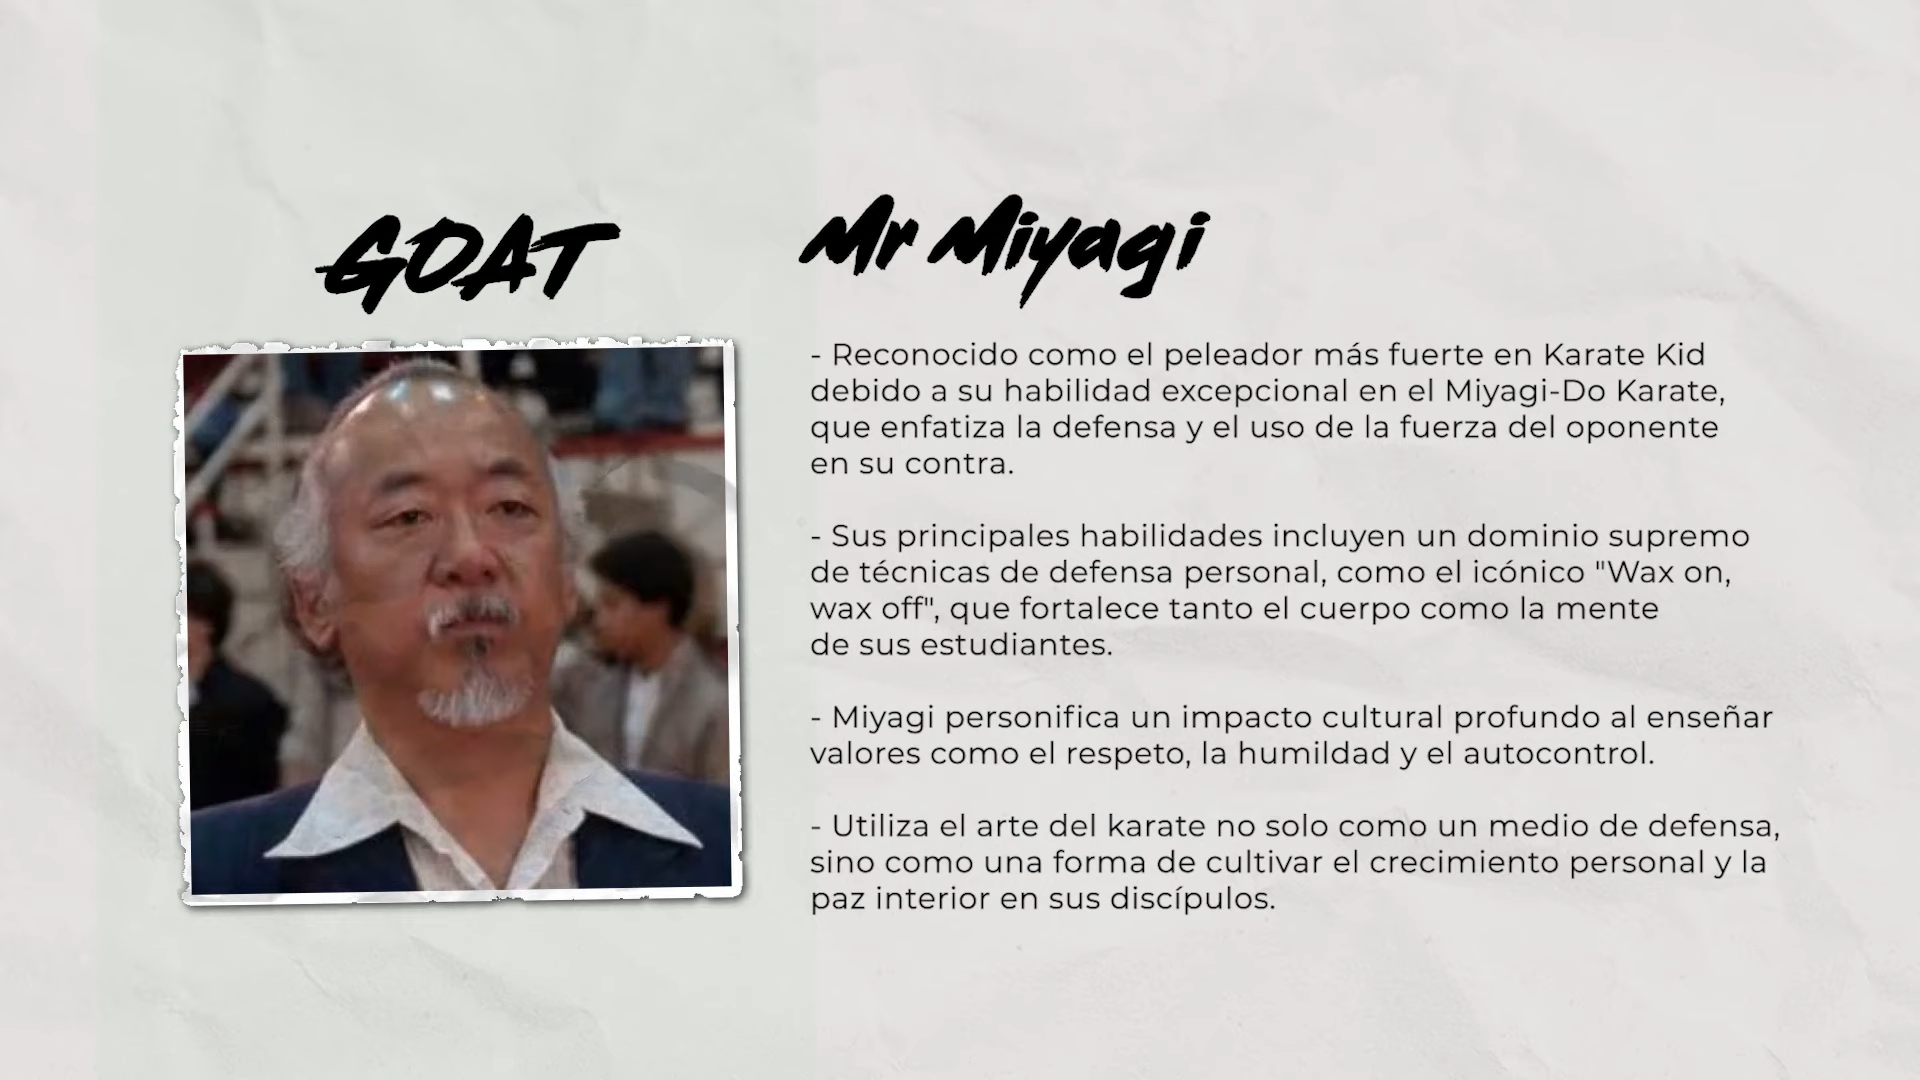 GOAT
Mr Miyagi
- Reconocido como el peleador más fuerte en Karate Kid
debido a su habilidad excepcional en el Miyagi-Do Karate,
que enfatiza la defensa y el uso de la fuerza del oponente
en su contra.
- Sus principales habilidades incluyen un dominio supremo
de técnicas de defensa personal, como el icónico "Wax on,
wax off", que fortalece tanto el cuerpo como la mente
de sus estudiantes.
- Miyagi personifica un impacto cultural profundo al enseñar
valores como el respeto, la humildad y el autocontrol.
- Utiliza el arte del karate no solo como un medio de defensa,
sino como una forma de cultivar el crecimiento personal y la
paz interior en sus discípulos.